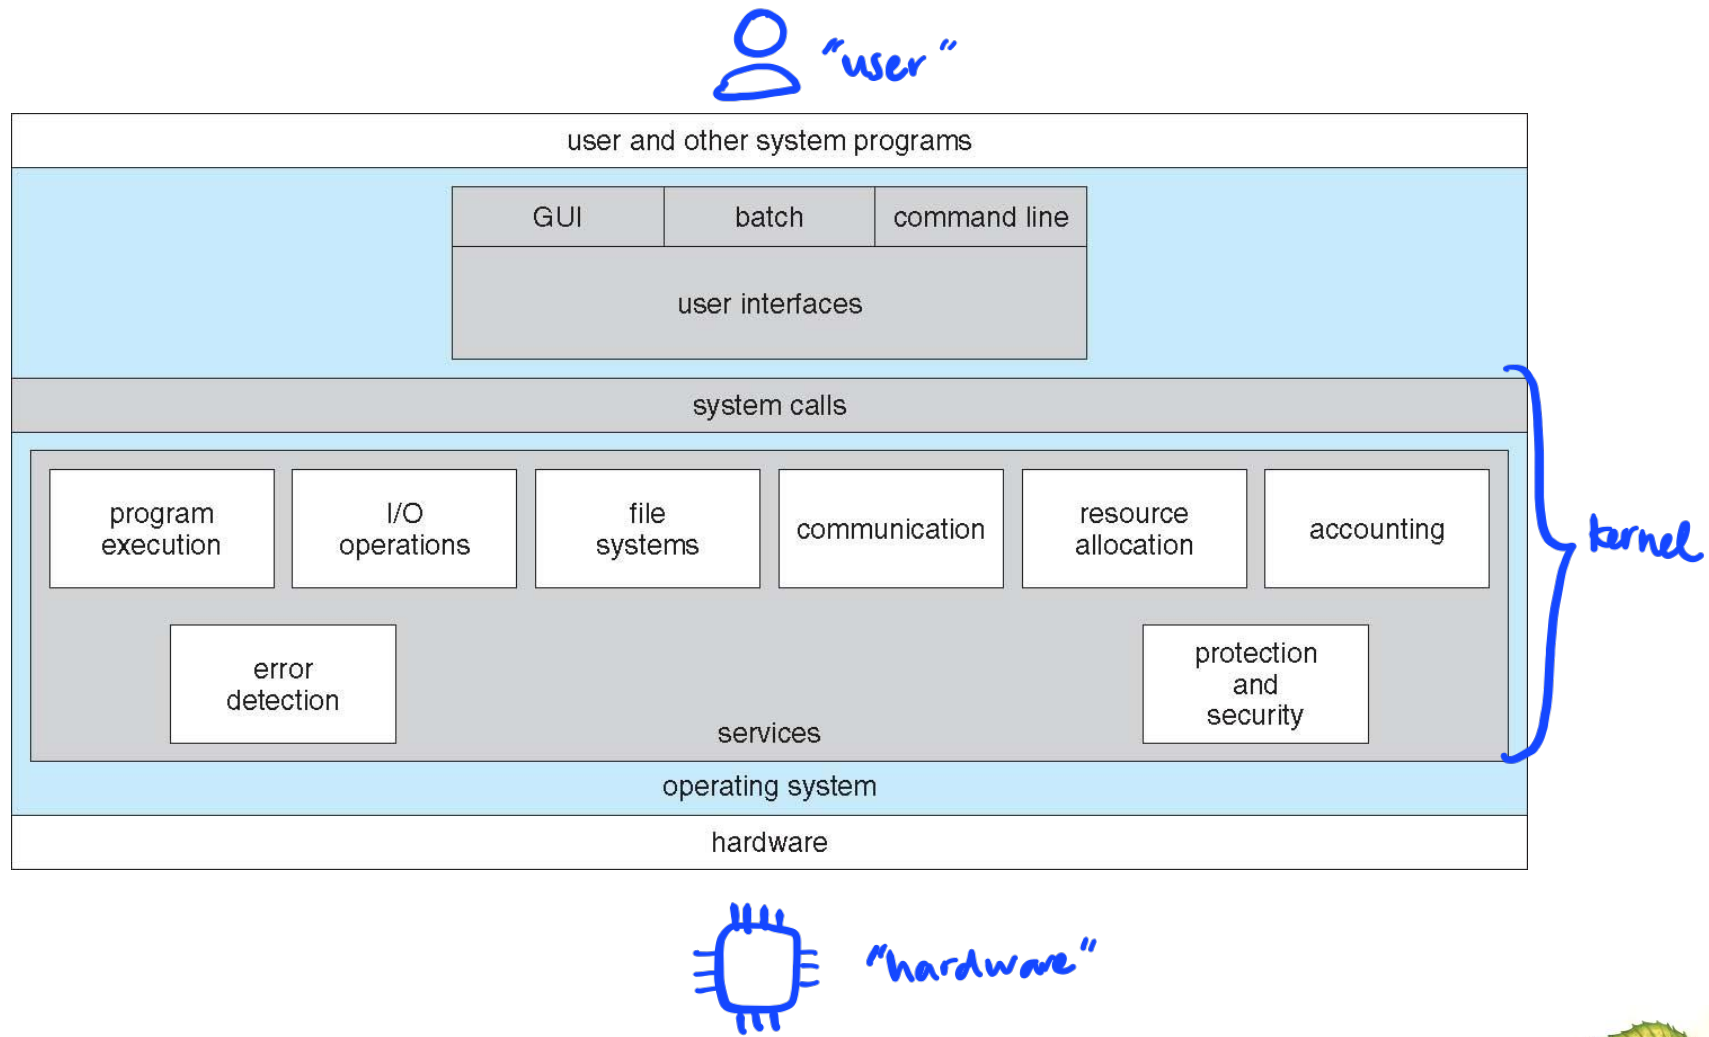 "user"
user and other system programs
GUI
batch
command line
user interfaces
system calls
program
execution
I/O
operations
file
systems
communication
resource
allocation
accounting
kernel
error
detection
protection
and
security
services
operating system
hardware
"hardware"